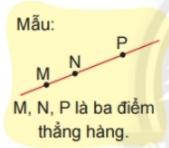 Mẫu:
P
N
M
M, N, P là ba điểm
thẳng hàng.